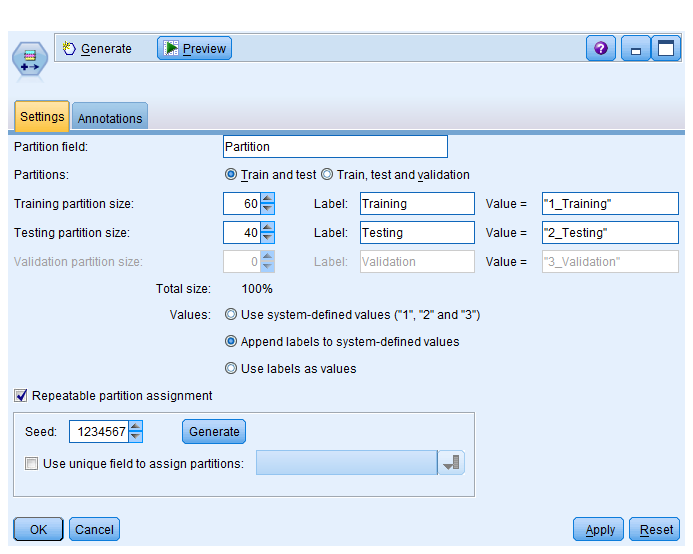 Generate Preview ?
Settings Annotations
Partition field: Partition
Partitions: Train and test Train, test and validation
Training partition size: 60 Label: Training Value = "1_Training"
Testing partition size: 40 Label: Testing Value = "2_Testing"
Validation partition size: 0 Label: Validation Value = "3_Validation"
Total size: 100%
Values: Use system-defined values ("1", "2" and "3")
Append labels to system-defined values
Use labels as values
Repeatable partition assignment
Seed: 1234567 Generate
Use unique field to assign partitions:
OK Cancel Apply Reset